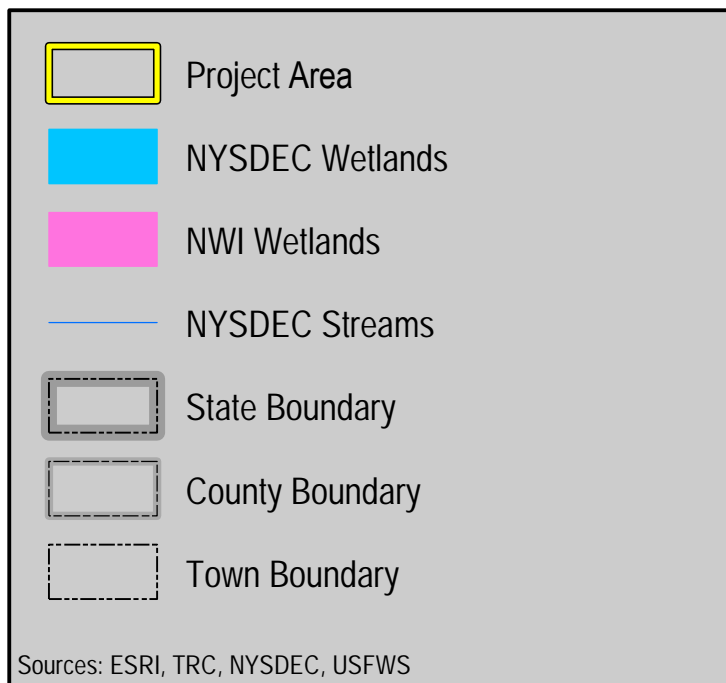 Project Area
NYSDEC Wetlands
NWI Wetlands
NYSDEC Streams
State Boundary
County Boundary
Town Boundary
Sources: ESRI, TRC, NYSDEC, USFWS